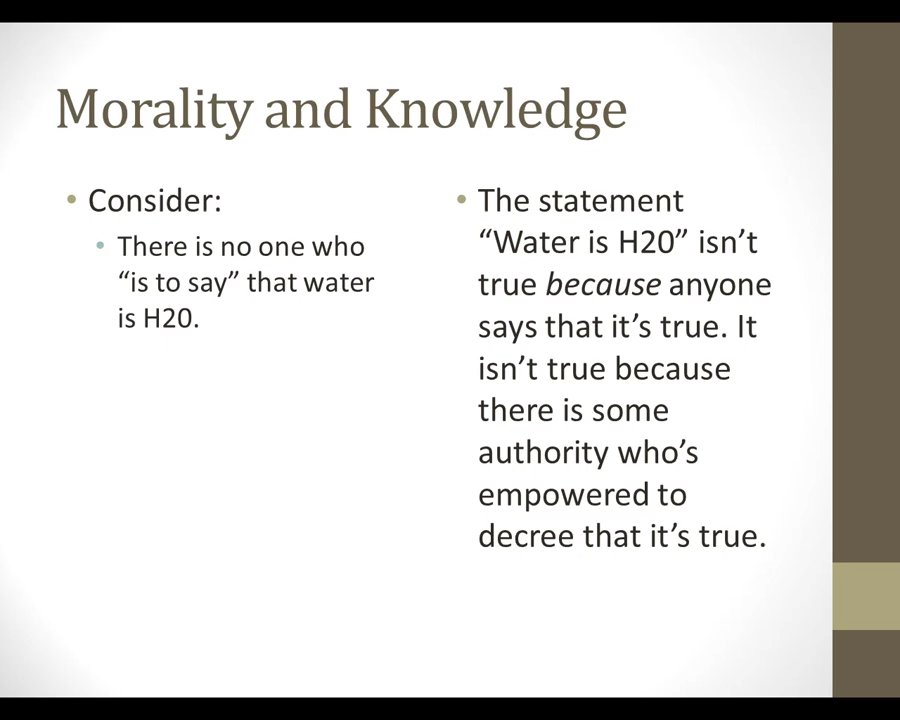 Morality and Knowledge
• Consider:
• There is no one who
“is to say” that water
is H20.
• The statement
“Water is H20” isn’t
true because anyone
says that it’s true. It
isn’t true because
there is some
authority who’s
empowered to
decree that it’s true.